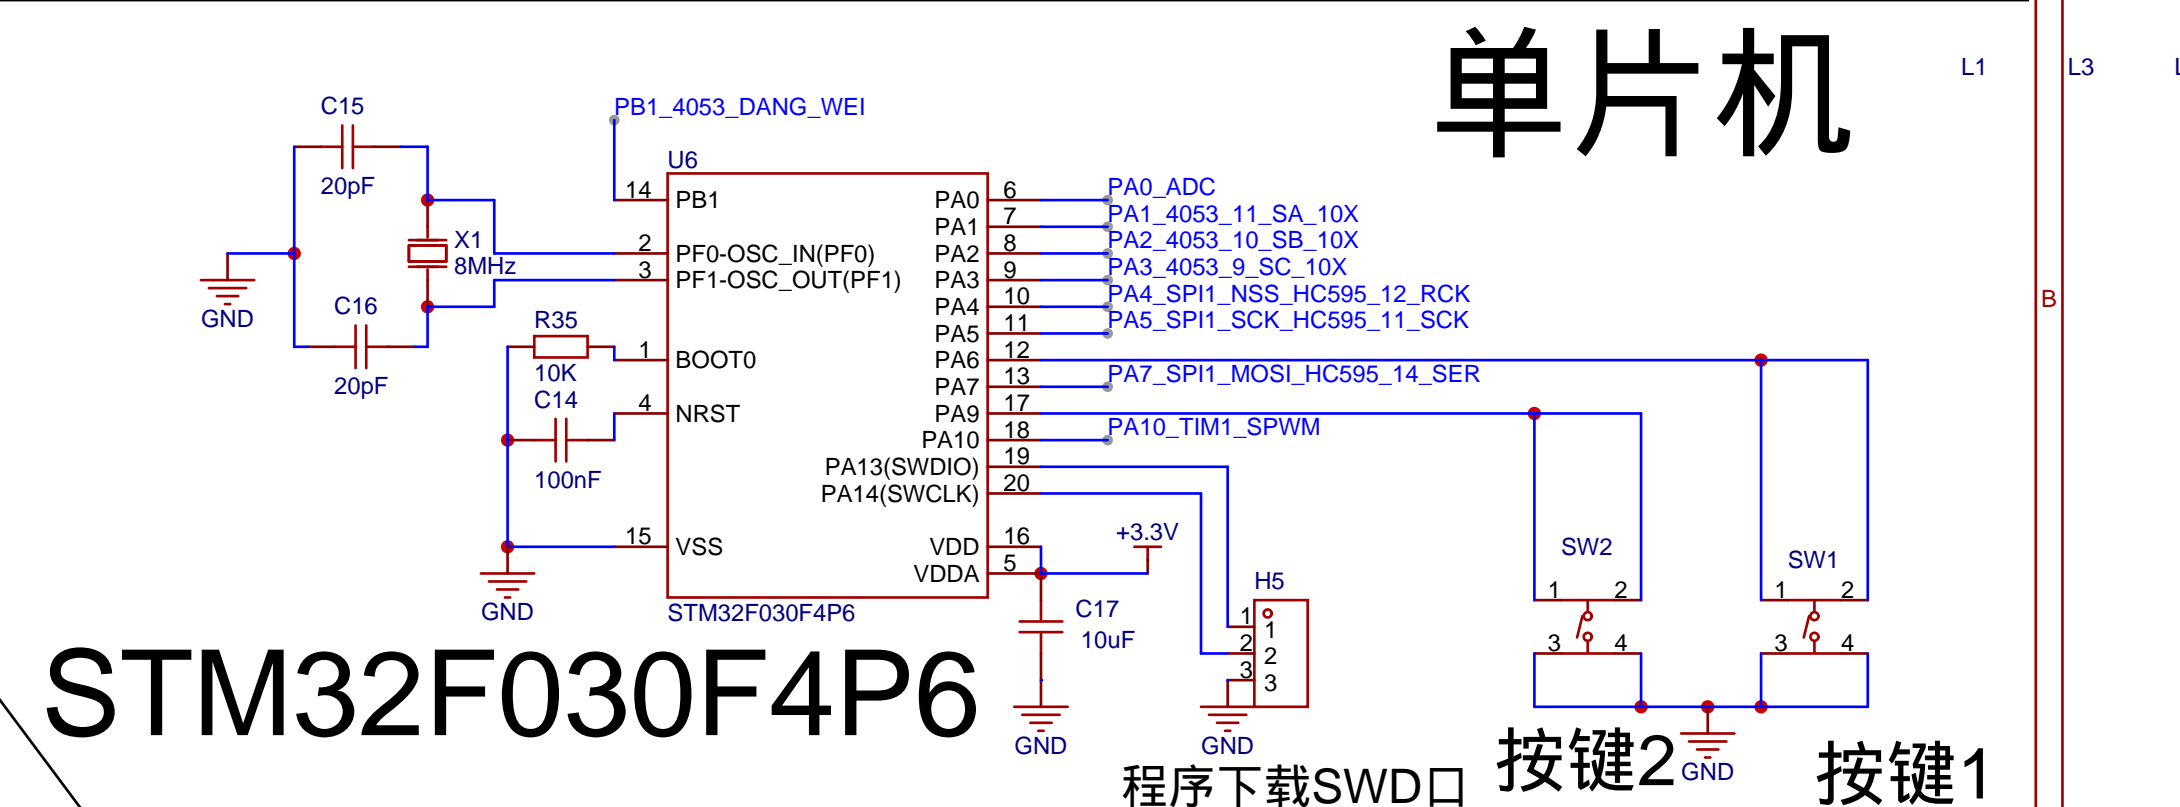 单片机
L1
L3
C15
20pF
PB1_4053_DANG_WEI
U6
14
PB1
2
PF0-OSC_IN(PF0)
3
PF1-OSC_OUT(PF1)
X1
8MHz
GND
C16
20pF
R35
10K
1
BOOT0
C14
100nF
4
NRST
15
VSS
GND
STM32F030F4P6
PA0
6
PA0_ADC
PA1
7
PA1_4053_11_SA_10X
PA2
8
PA2_4053_10_SB_10X
PA3
9
PA3_4053_9_SC_10X
PA4
10
PA4_SPI1_NSS_HC595_12_RCK
PA5
11
PA5_SPI1_SCK_HC595_11_SCK
PA6
12
PA7
13
PA7_SPI1_MOSI_HC595_14_SER
PA9
17
PA10
18
PA10_TIM1_SPWM
PA13(SWDIO)
19
PA14(SWCLK)
20
VDD
16
VDDA
5
+3.3V
C17
10uF
GND
H5
1
1
2
2
3
3
GND
程序下载SWD口
SW2
1
2
3
4
按键2
GND
SW1
1
2
3
4
按键1
B
STM32F030F4P6